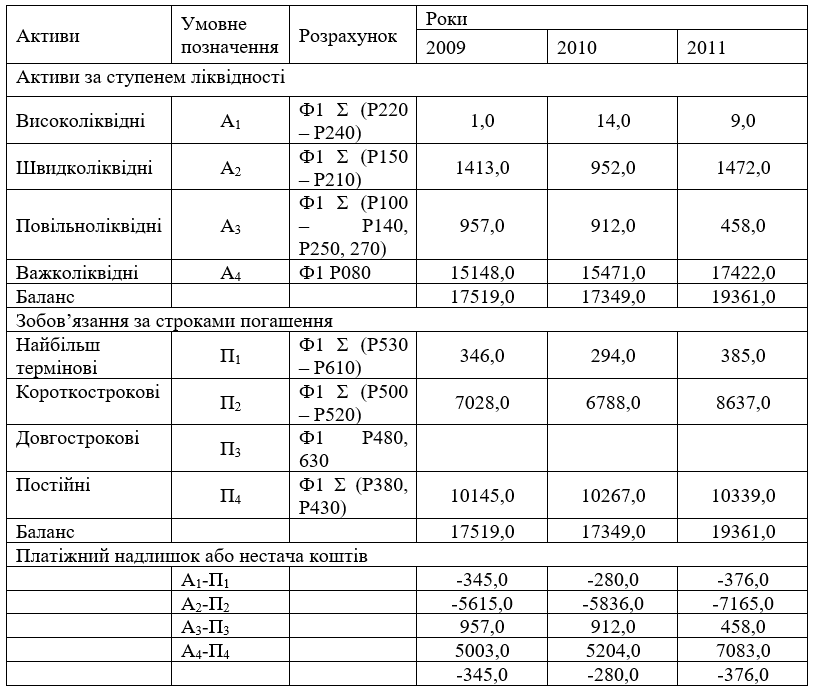 Активи Умовне позначення Розрахунок Роки
2009 2010 2011
Активи за ступенем ліквідності
Високоліквідні А1 Ф1 Σ (Р220 – Р240) 1,0 14,0 9,0
Швидколіквідні А2 Ф1 Σ (Р150 – Р210) 1413,0 952,0 1472,0
Повільноліквідні А3 Ф1 Σ (Р100 – Р140, Р250, 270) 957,0 912,0 458,0
Важколіквідні А4 Ф1 Р080 15148,0 15471,0 17422,0
Баланс 17519,0 17349,0 19361,0
Зобов’язання за строками погашення
Найбільш термінові П1 Ф1 Σ (Р530 – Р610) 346,0 294,0 385,0
Короткострокові П2 Ф1 Σ (Р500 – Р520) 7028,0 6788,0 8637,0
Довгострокові П3 Ф1 Р480, 630
Постійні П4 Ф1 Σ (Р380, Р430) 10145,0 10267,0 10339,0
Баланс 17519,0 17349,0 19361,0
Платіжний надлишок або нестача коштів
А1-П1 -345,0 -280,0 -376,0
А2-П2 -5615,0 -5836,0 -7165,0
А3-П3 957,0 912,0 458,0
А4-П4 5003,0 5204,0 7083,0
-345,0 -280,0 -376,0